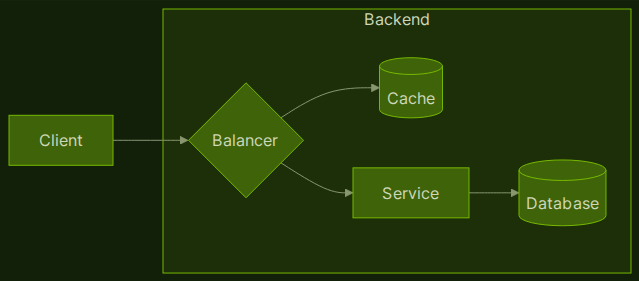 Backend
Client
Balancer
Cache
Service
Database